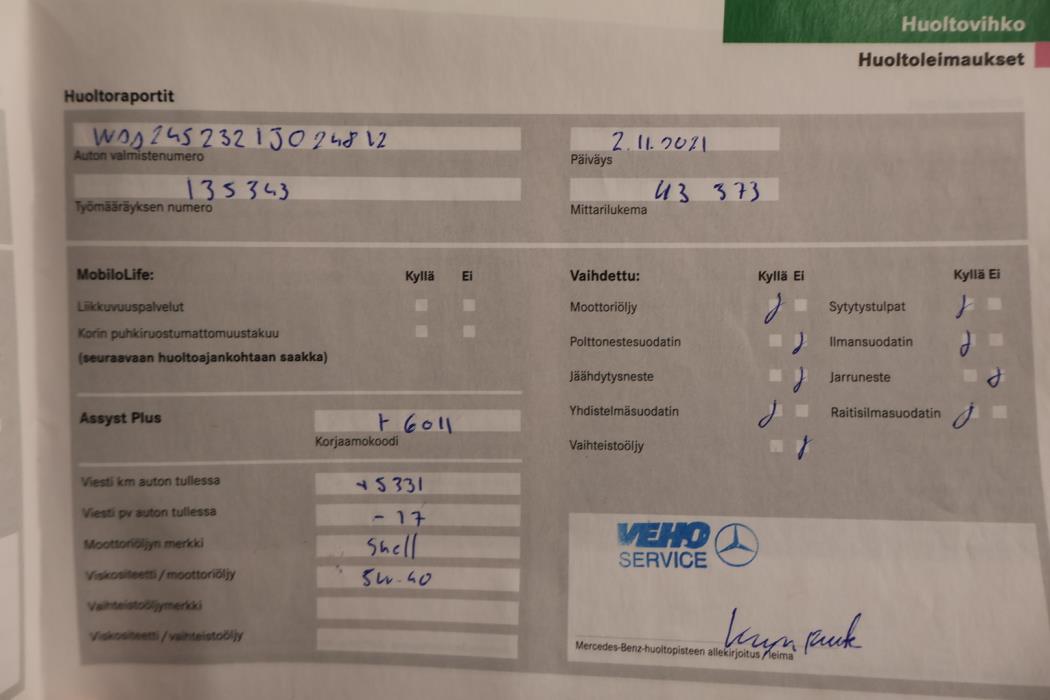 Huoltovihko
Huoltoleimaukset
Huoltoraportit
WDD2452321J024812
Auton valmistenumero
2.11.2021
Päiväys
135343
Työmääräyksen numero
43 373
Mittarilukema
MobiloLife: Kyllä Ei
Liikkuvuuspalvelut
Korin puhkiruostumattomuustakuu
(seuraavaan huoltoajankohtaan saakka)
Vaihdettu: Kyllä Ei Kyllä Ei
Moottoriöljy Sytytystulpat
Polttonestesuodatin Ilmansuodatin
Jäähdytysneste Jarruneste
Yhdistelmäsuodatin Raitisilmasuodatin
Vaihteistoöljy
Assyst Plus + 6011
Korjaamokoodi
Viesti km auton tullessa +5331
Viesti pv auton tullessa -17
Moottoriöljyn merkki Shell
Viskositeetti / moottoriöljy 5w-40
Vaihteistoöljymerkki
Viskositeetti / vaihteistoöljy
VEHO
SERVICE
Mercedes-Benz-huoltopisteen allekirjoitus / leima